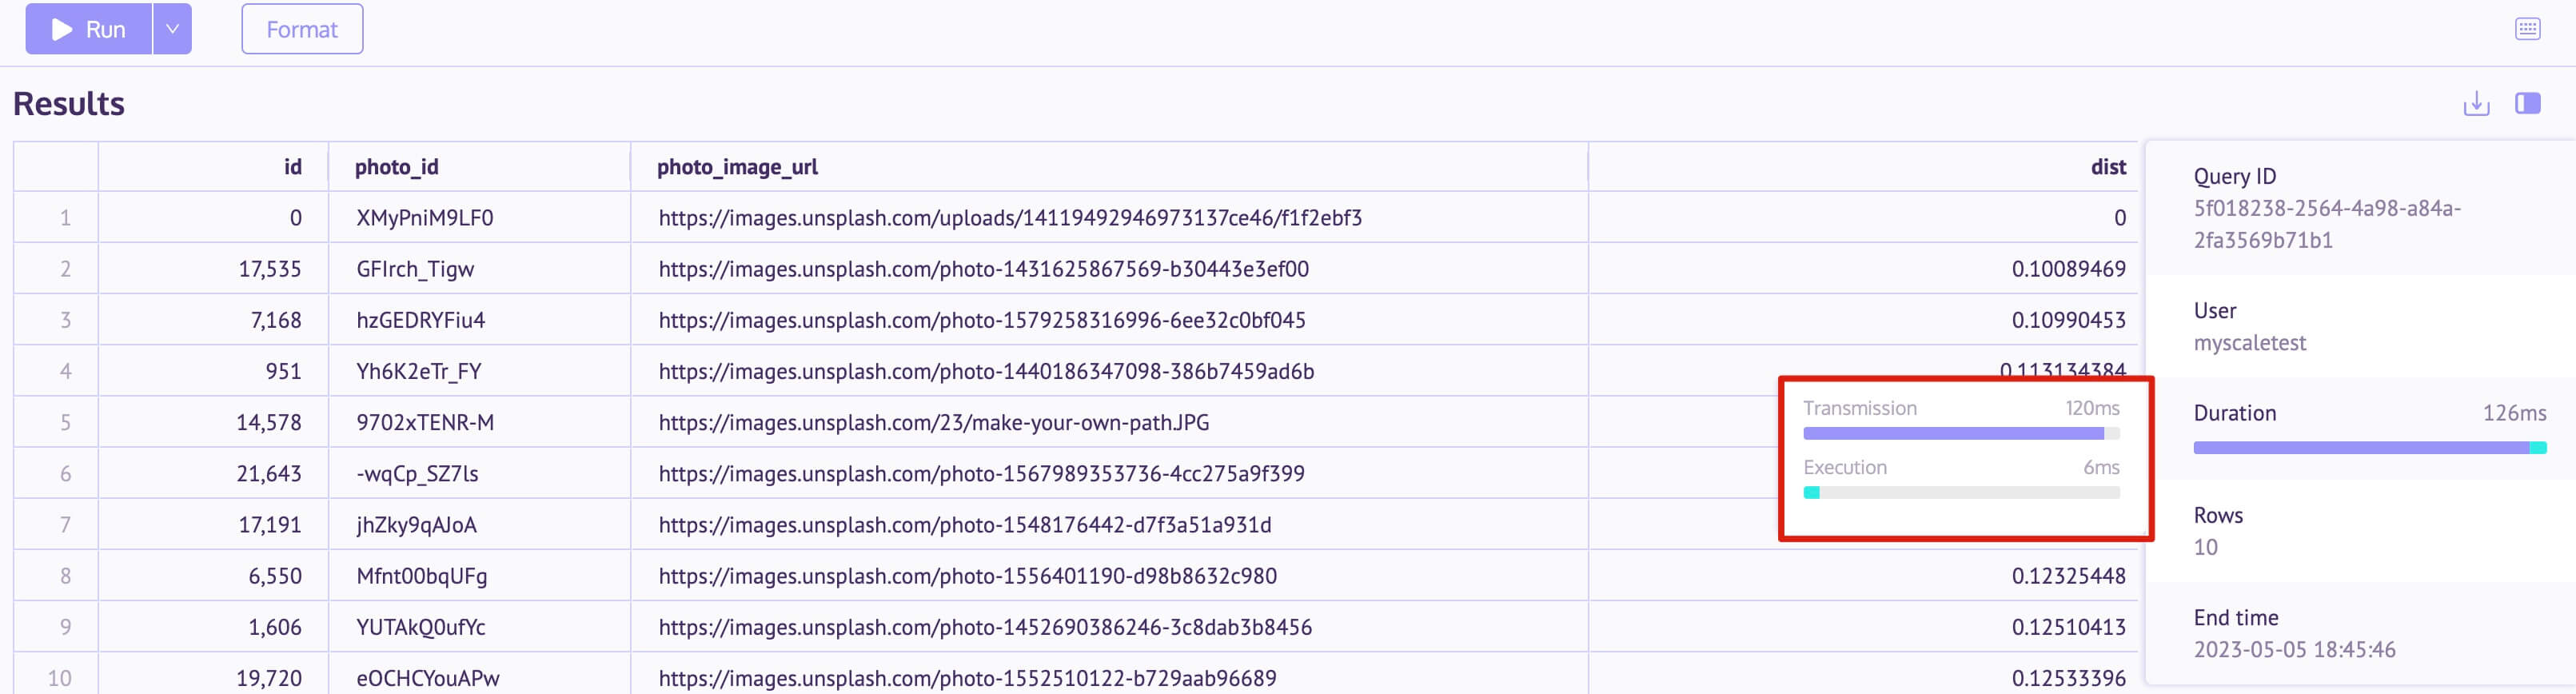 Run
Format
Results
id photo_id photo_image_url dist
1 0 XMyPniM9LF0 https://images.unsplash.com/uploads/14119492946973137ce46/f1f2ebf3 0
2 17,535 GFIrch_Tigw https://images.unsplash.com/photo-1431625867569-b30443e3ef00 0.10089469
3 7,168 hzGEDRYFiu4 https://images.unsplash.com/photo-1579258316996-6ee32c0bf045 0.10990453
4 951 Yh6K2eTr_FY https://images.unsplash.com/photo-1440186347098-386b7459ad6b 0.113134384
5 14,578 9702xTENR-M https://images.unsplash.com/23/make-your-own-path.JPG
6 21,643 -wqCp_SZ7ls https://images.unsplash.com/photo-1567989353736-4cc275a9f399
7 17,191 jhZky9qAJoA https://images.unsplash.com/photo-1548176442-d7f3a51a931d
8 6,550 Mfnt00bqUFg https://images.unsplash.com/photo-1556401190-d98b8632c980 0.12325448
9 1,606 YUTAkQ0ufYc https://images.unsplash.com/photo-1452690386246-3c8dab3b8456 0.12510413
10 19,720 eOCHCYouAPw https://images.unsplash.com/photo-1552510122-b729aab96689 0.12533396
Transmission 120ms
Execution 6ms
Query ID
5f018238-2564-4a98-a84a-
2fa3569b71b1
User
myscaletest
Duration 126ms
Rows
10
End time
2023-05-05 18:45:46